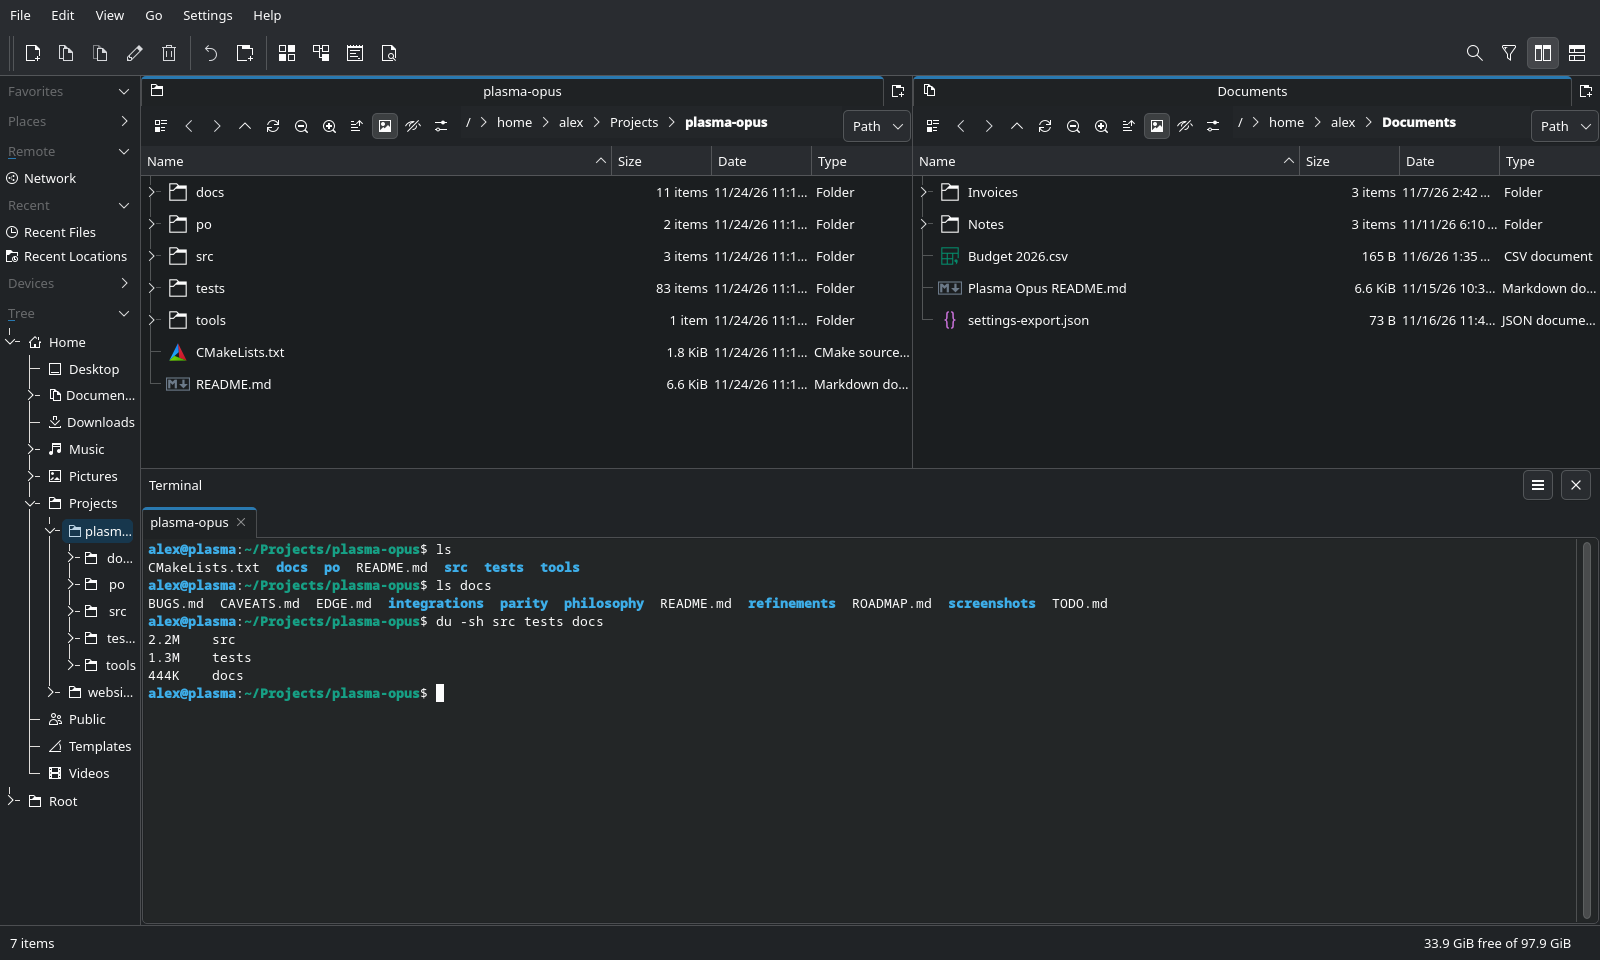 File Edit View Go Settings Help
Favorites
Places
Remote
Network
Recent
Recent Files
Recent Locations
Devices
Tree
Home
Desktop
Documen...
Downloads
Music
Pictures
Projects
plasm...
do...
po
src
tes...
tools
websi...
Public
Templates
Videos
Root
plasma-opus
/ home alex Projects plasma-opus Path
Name Size Date Type
docs 11 items 11/24/26 11:1... Folder
po 2 items 11/24/26 11:1... Folder
src 3 items 11/24/26 11:1... Folder
tests 83 items 11/24/26 11:1... Folder
tools 1 item 11/24/26 11:1... Folder
CMakeLists.txt 1.8 KiB 11/24/26 11:1... CMake source...
README.md 6.6 KiB 11/24/26 11:1... Markdown do...
Documents
/ home alex Documents Path
Name Size Date Type
Invoices 3 items 11/7/26 2:42 ... Folder
Notes 3 items 11/11/26 6:10 ... Folder
Budget 2026.csv 165 B 11/6/26 1:35 ... CSV document
Plasma Opus README.md 6.6 KiB 11/15/26 10:3... Markdown do...
settings-export.json 73 B 11/16/26 11:4... JSON docume...
Terminal
plasma-opus
alex@plasma:~/Projects/plasma-opus$ ls
CMakeLists.txt docs po README.md src tests tools
alex@plasma:~/Projects/plasma-opus$ ls docs
BUGS.md CAVEATS.md EDGE.md integrations parity philosophy README.md refinements ROADMAP.md screenshots TODO.md
alex@plasma:~/Projects/plasma-opus$ du -sh src tests docs
2.2M src
1.3M tests
444K docs
alex@plasma:~/Projects/plasma-opus$
7 items
33.9 GiB free of 97.9 GiB